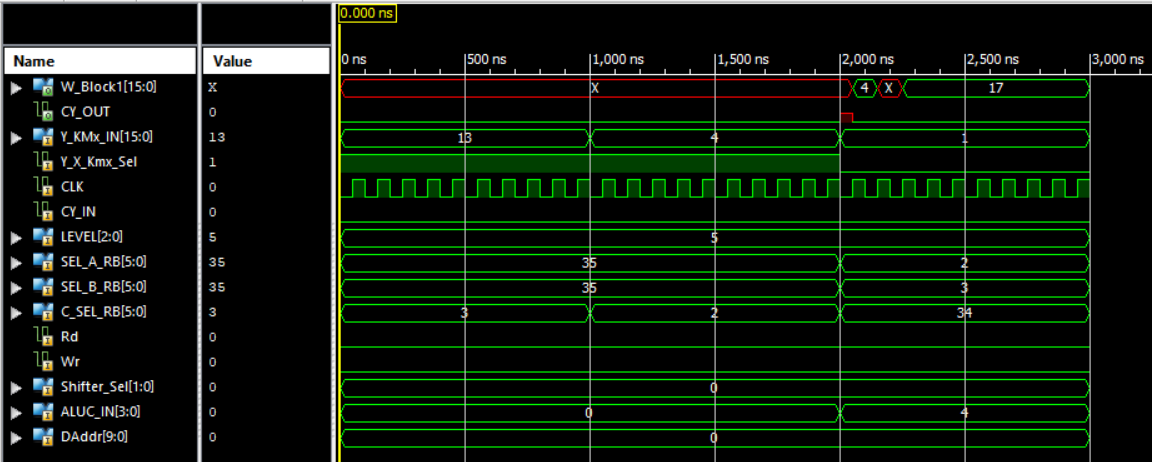 0.000 ns
Name Value 0 ns 500 ns 1,000 ns 1,500 ns 2,000 ns 2,500 ns 3,000 ns
W_Block1[15:0] X X 4 X 17
CY_OUT 0
Y_KMx_IN[15:0] 13 13 4 1
Y_X_Kmx_Sel 1
CLK 0
CY_IN 0
LEVEL[2:0] 5 5
SEL_A_RB[5:0] 35 35 2
SEL_B_RB[5:0] 35 35 3
C_SEL_RB[5:0] 3 3 2 34
Rd 0
Wr 0
Shifter_Sel[1:0] 0 0
ALUC_IN[3:0] 0 0 4
DAddr[9:0] 0 0